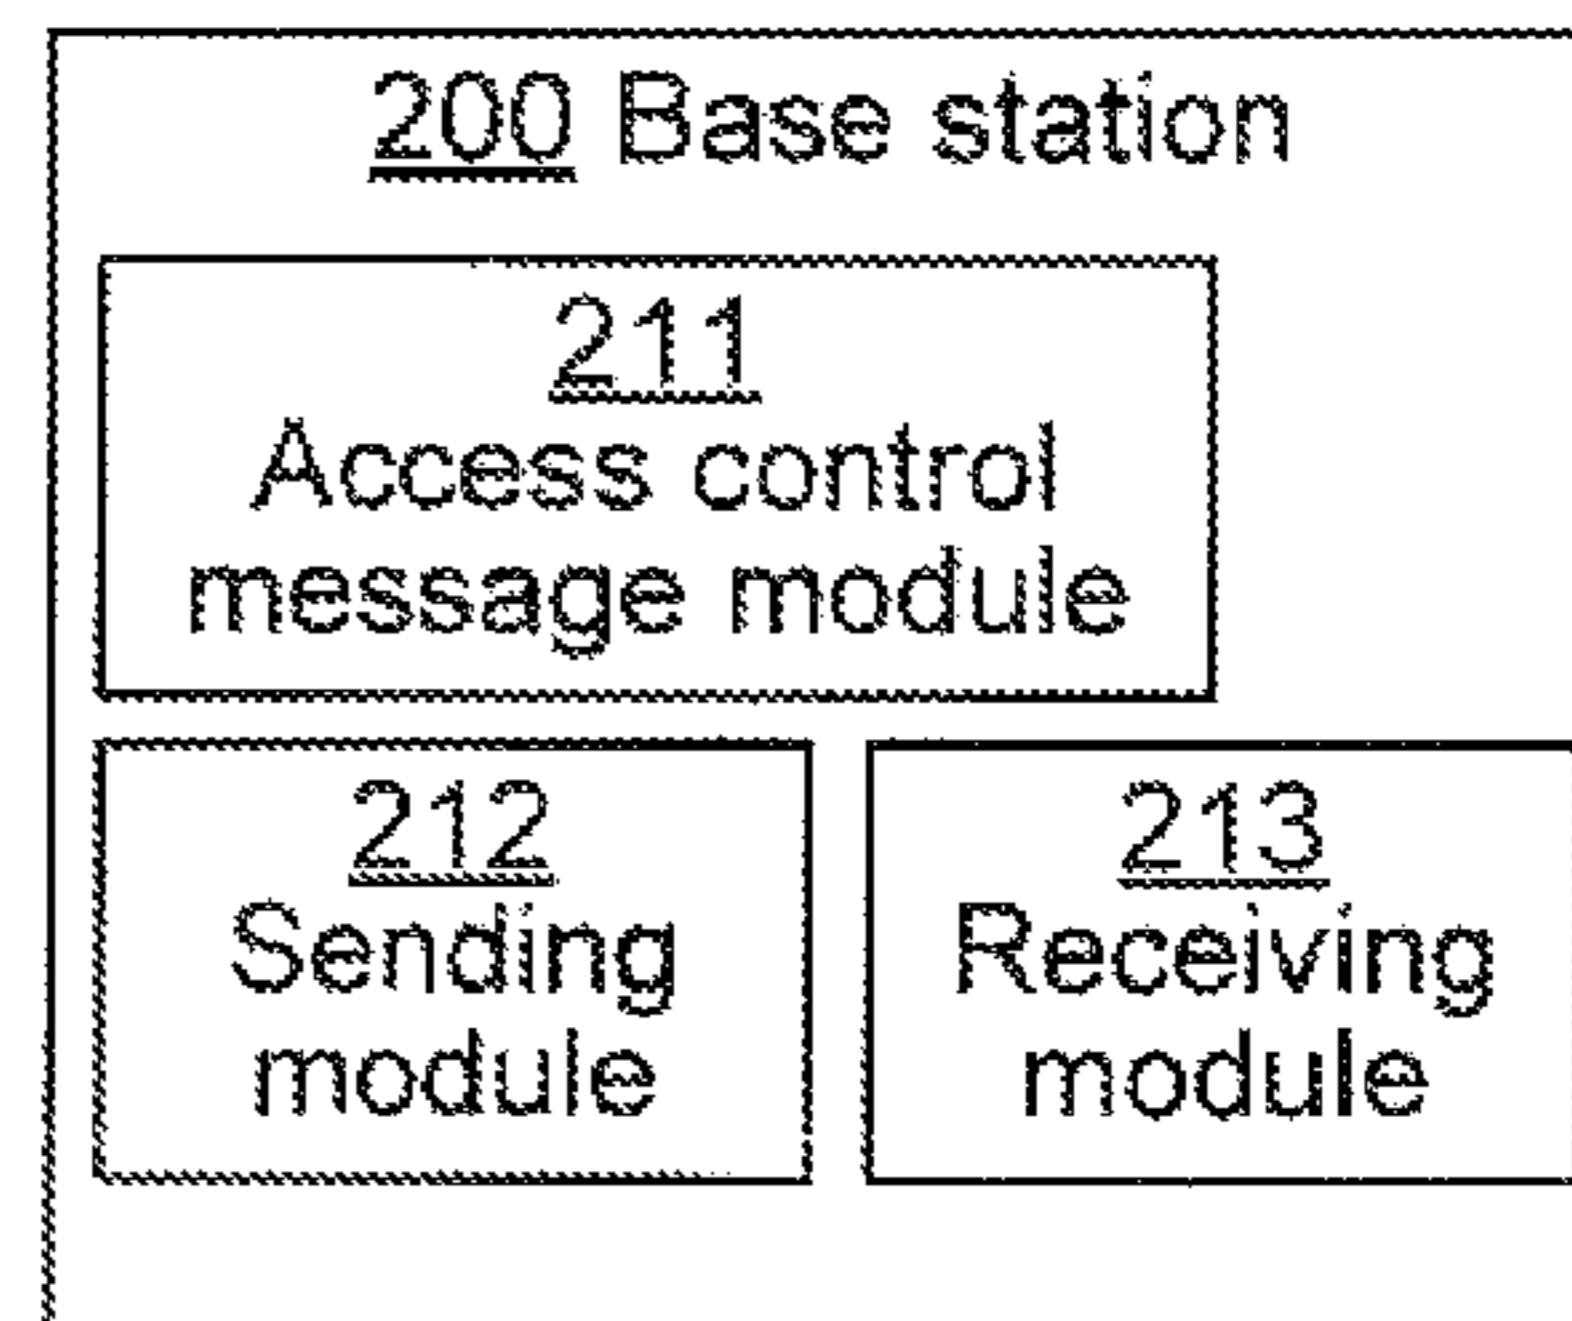 200 Base station
211
Access control
message module
212
Sending
module
213
Receiving
module